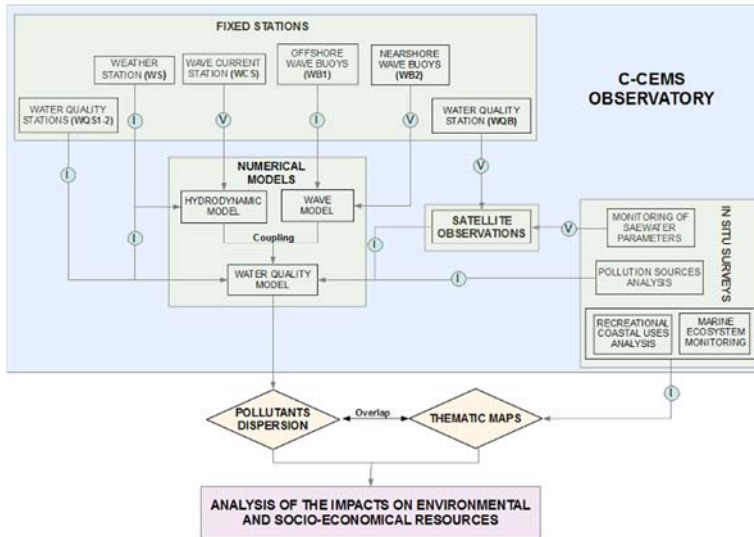 FIXED STATIONS
WEATHER
STATION (WS)
WAVE CURRENT
STATION (WCS)
OFFSHORE
WAVE BUOYS
(WB1)
NEARSHORE
WAVE BUOYS
(WB2)
WATER QUALITY
STATIONS (WQS1-2)
WATER QUALITY
STATION (WQB)
C-CEMS
OBSERVATORY
I
V
I
V
I
V
NUMERICAL
MODELS
HYDRODYNAMIC
MODEL
WAVE
MODEL
Coupling
WATER QUALITY
MODEL
I
I
I
SATELLITE
OBSERVATIONS
V
IN SITU SURVEYS
MONITORING OF
SAEWATER
PARAMETERS
POLLUTION SOURCES
ANALYSIS
RECREATIONAL
COASTAL USES
ANALYSIS
MARINE
ECOSYSTEM
MONITORING
I
POLLUTANTS
DISPERSION
Overlap
THEMATIC MAPS
ANALYSIS OF THE IMPACTS ON ENVIRONMENTAL
AND SOCIO-ECONOMICAL RESOURCES